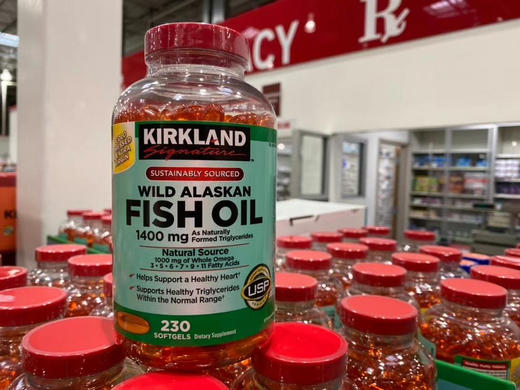 CY
Rx
KIRKLAND
Signature
SUSTAINABLY SOURCED
WILD ALASKAN
FISH OIL
1400 mg As Naturally
Formed Triglycerides
Natural Source
1000 mg of Whole Omega
3 • 5 • 6 • 7 • 9 • 11 Fatty Acids
Helps Support a Healthy Heart*
Supports Healthy Triglycerides
Within the Normal Range†
USP
230
SOFTGELS
Dietary Supplement